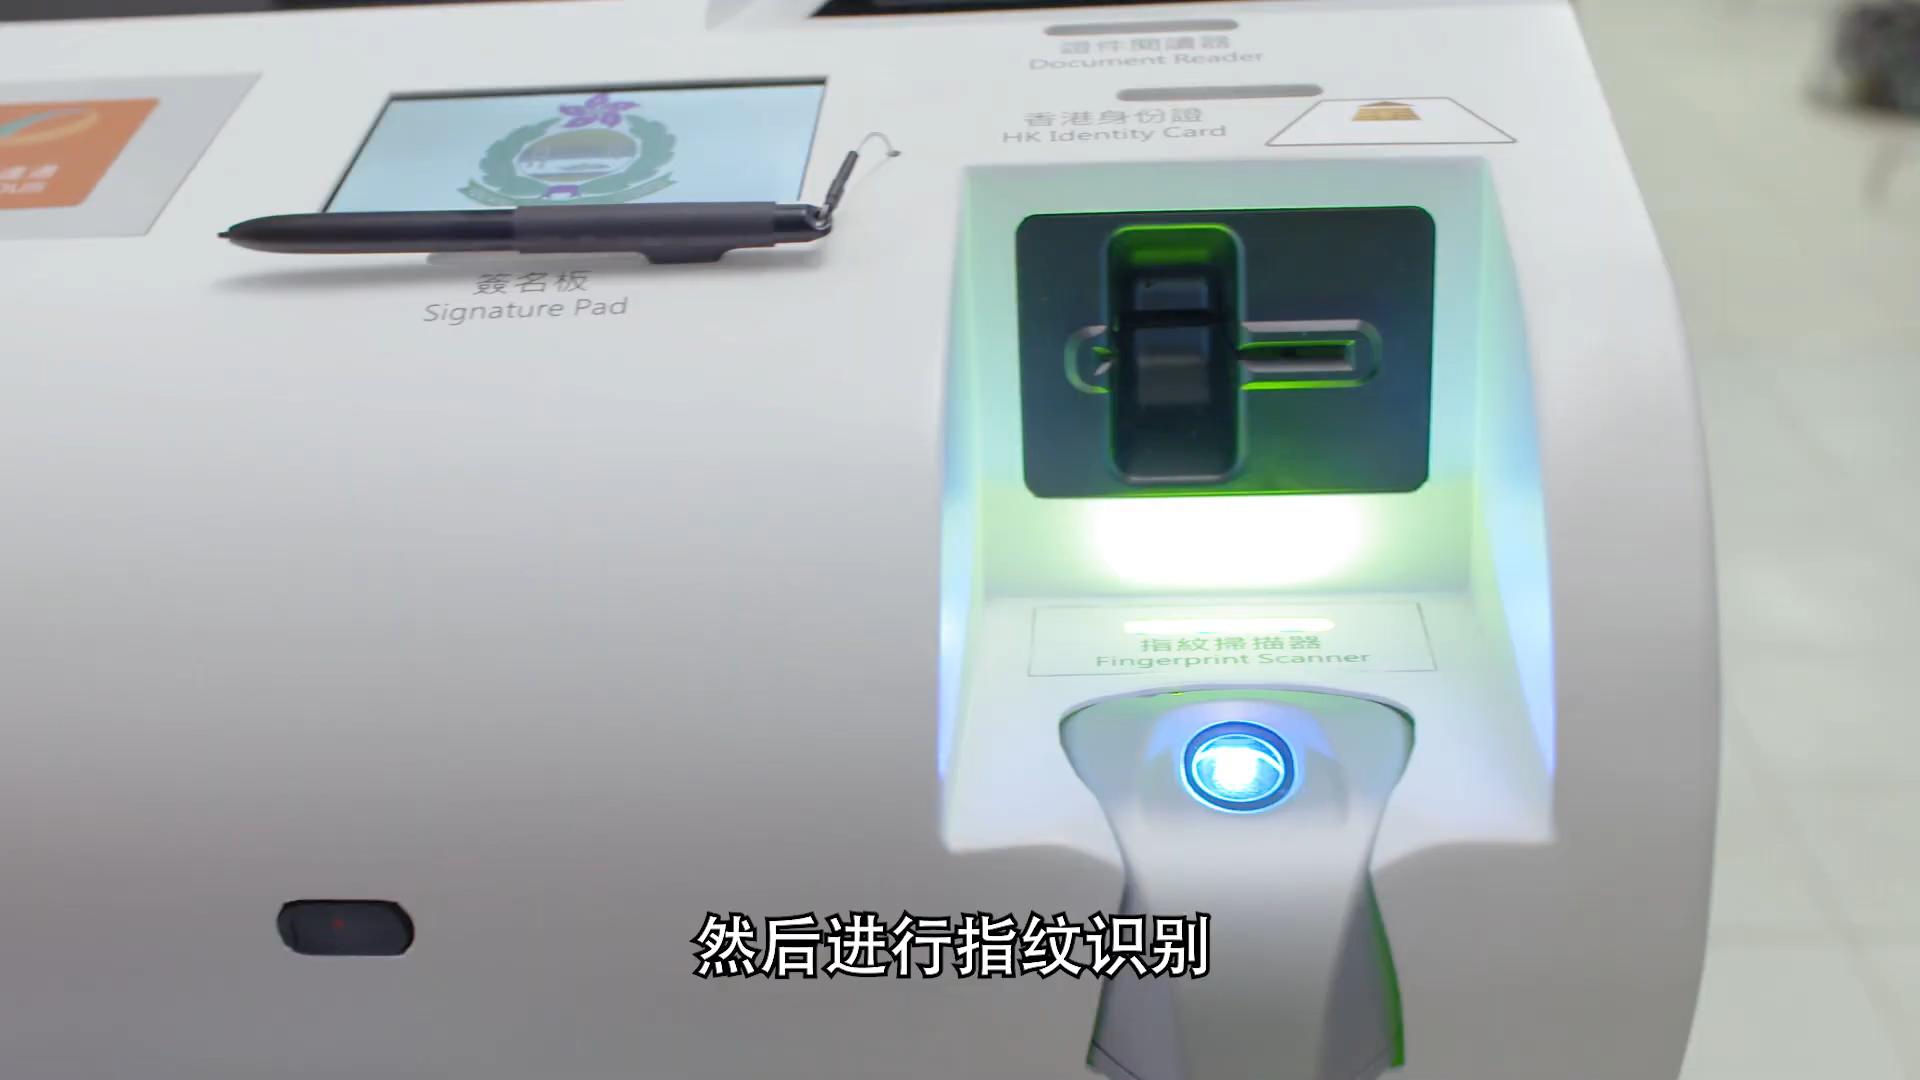 證件閱讀器
Document Reader
香港身份證
HK Identity Card
簽名板
Signature Pad
指紋掃描器
Fingerprint Scanner
然后进行指纹识别